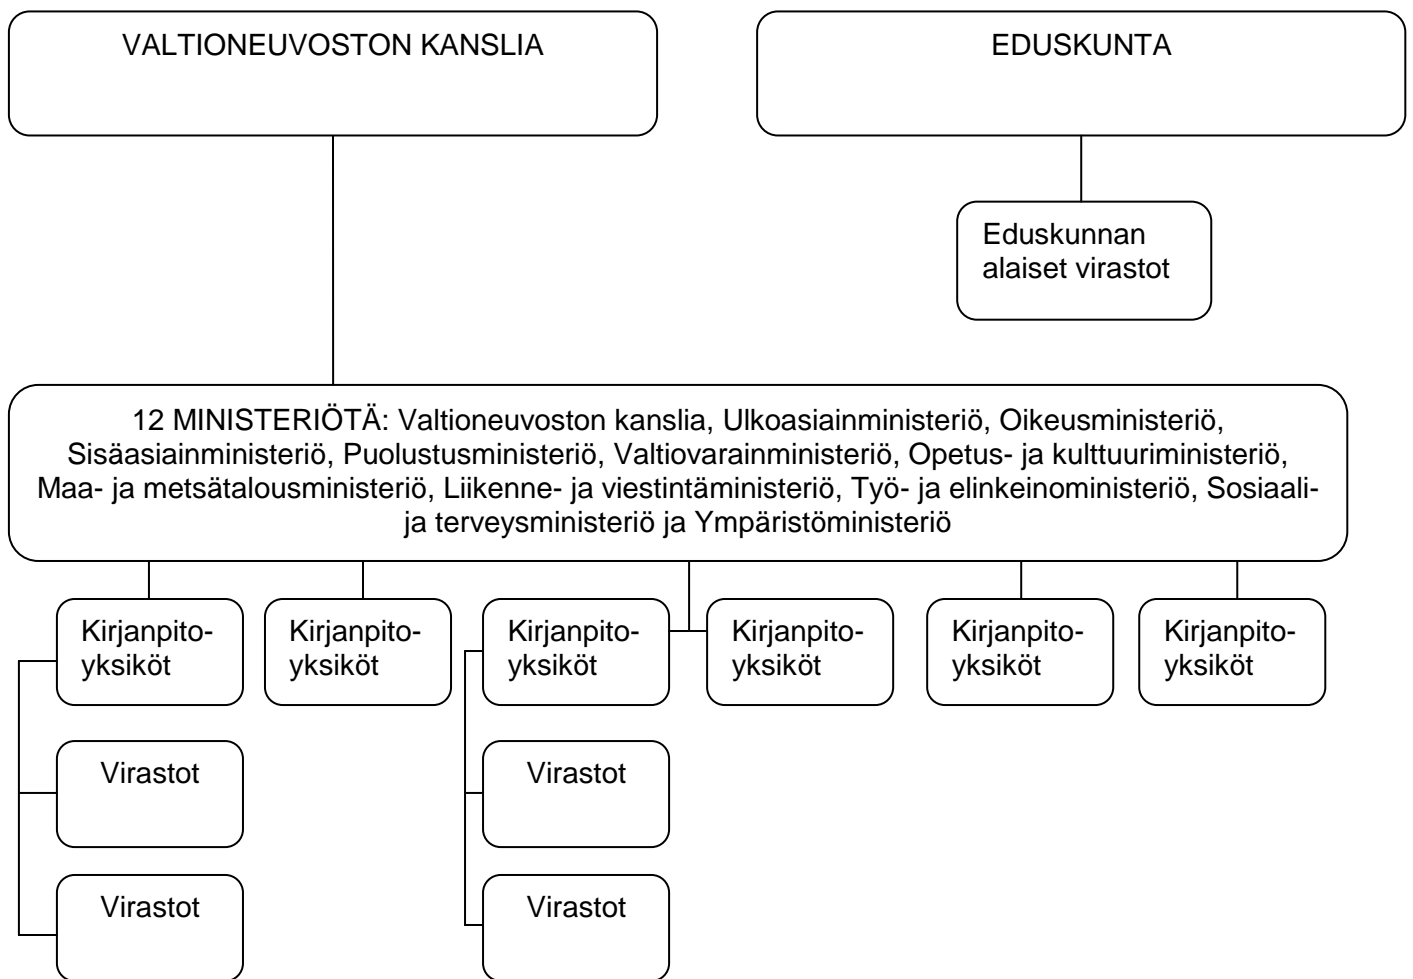 VALTIONEUVOSTON KANSLIA
EDUSKUNTA
Eduskunnan
alaiset virastot
12 MINISTERIÖTÄ: Valtioneuvoston kanslia, Ulkoasiainministeriö, Oikeusministeriö,
Sisäasiainministeriö, Puolustusministeriö, Valtiovarainministeriö, Opetus- ja kulttuuriministeriö,
Maa- ja metsätalousministeriö, Liikenne- ja viestintäministeriö, Työ- ja elinkeinoministeriö, Sosiaali-
ja terveysministeriö ja Ympäristöministeriö
Kirjanpito-
yksiköt
Kirjanpito-
yksiköt
Kirjanpito-
yksiköt
Kirjanpito-
yksiköt
Kirjanpito-
yksiköt
Kirjanpito-
yksiköt
Virastot
Virastot
Virastot
Virastot